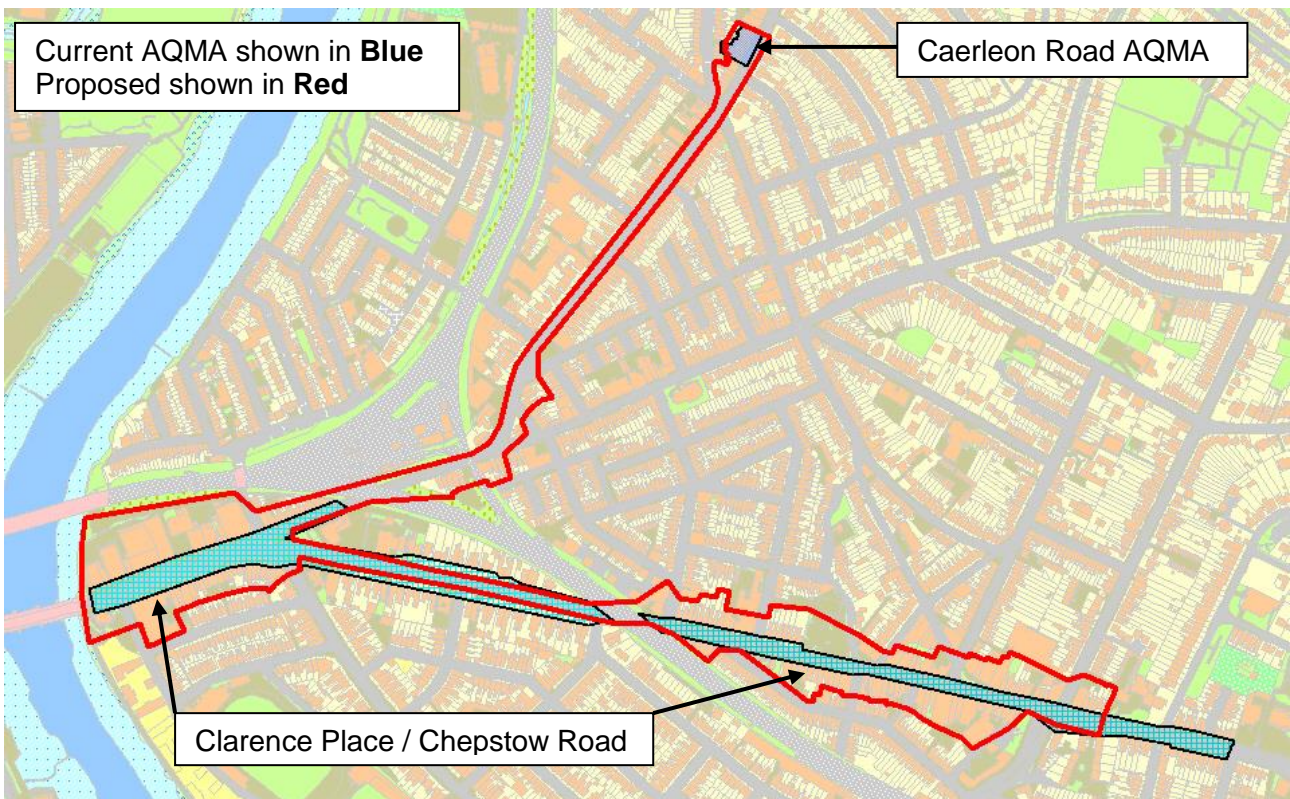 Current AQMA shown in Blue
Proposed shown in Red
Caerleon Road AQMA
Clarence Place / Chepstow Road